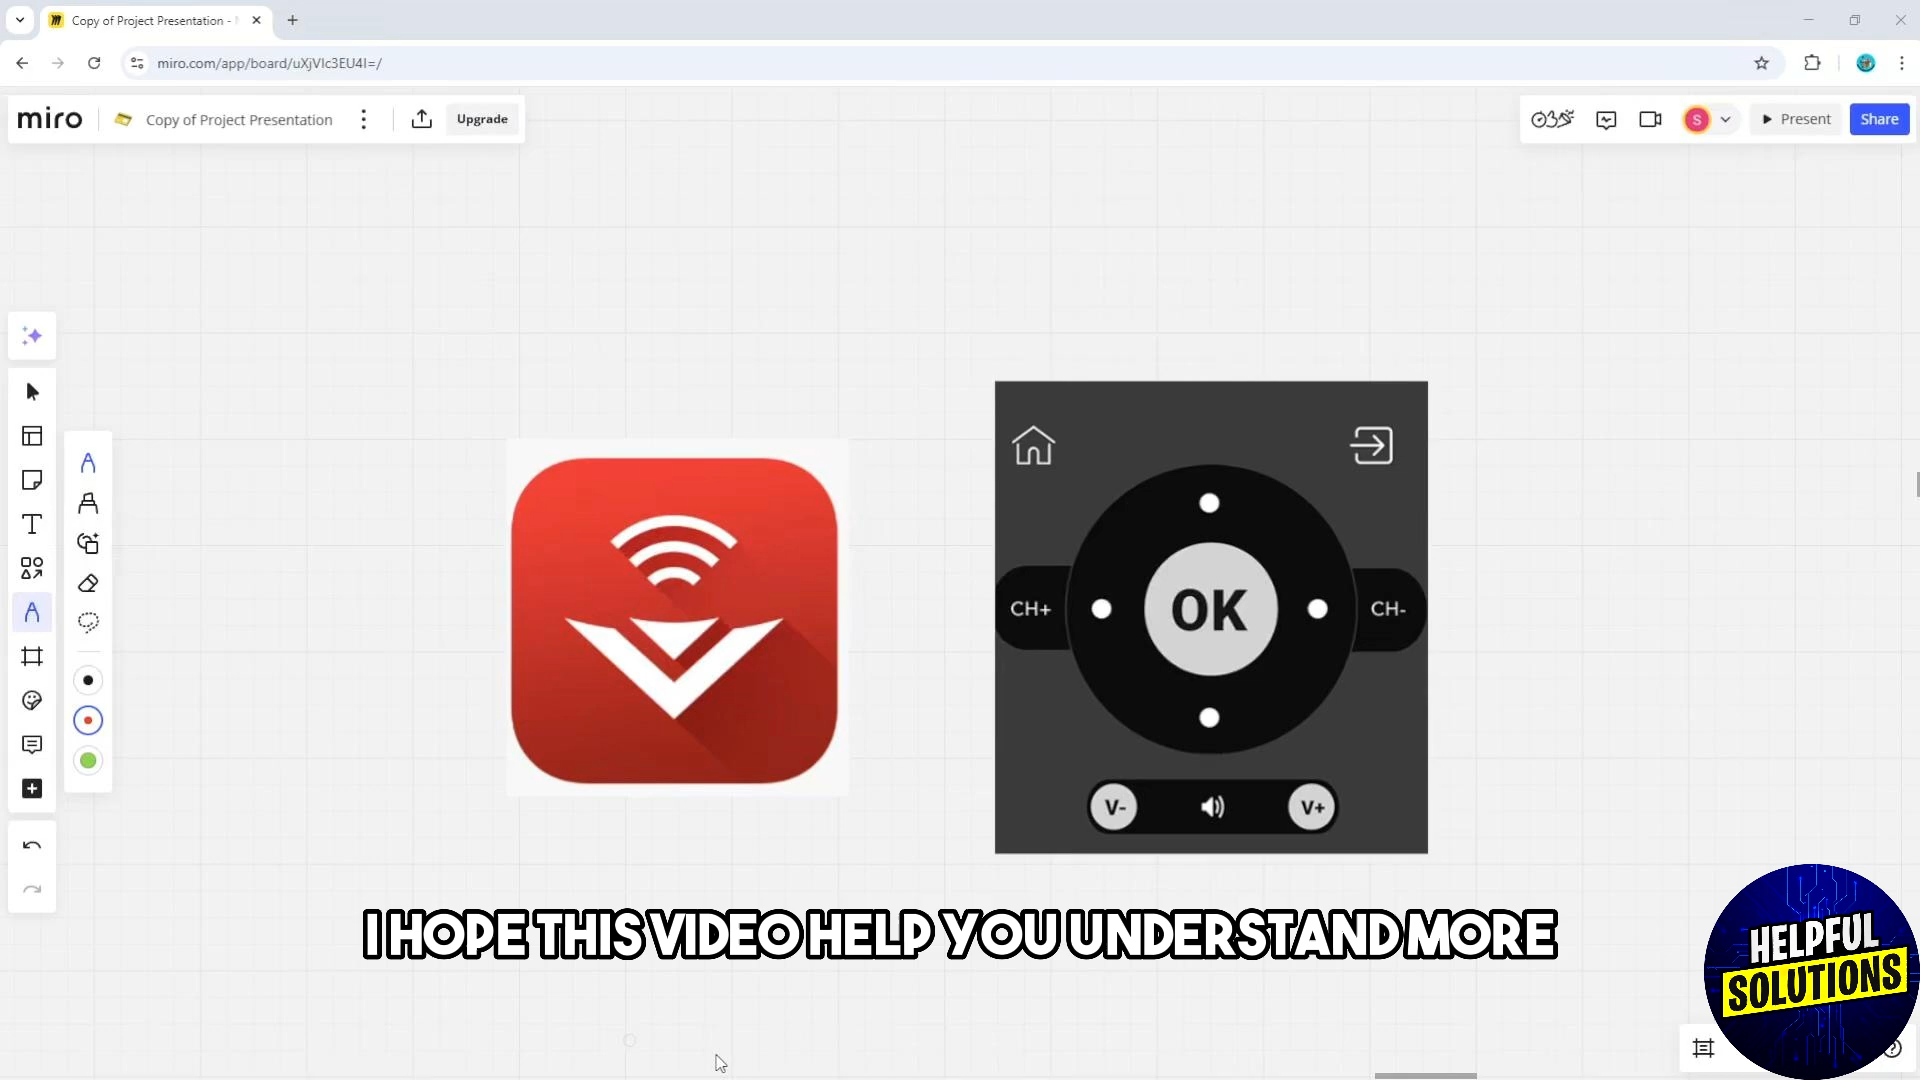 Copy of Project Presentation -
miro.com/app/board/uXjVIc3EU4I=/
miro
Copy of Project Presentation
Upgrade
S
Present
Share
CH+
OK
CH-
V-
V+
I HOPE THIS VIDEO HELP YOU UNDERSTAND MORE
HELPFUL
SOLUTIONS